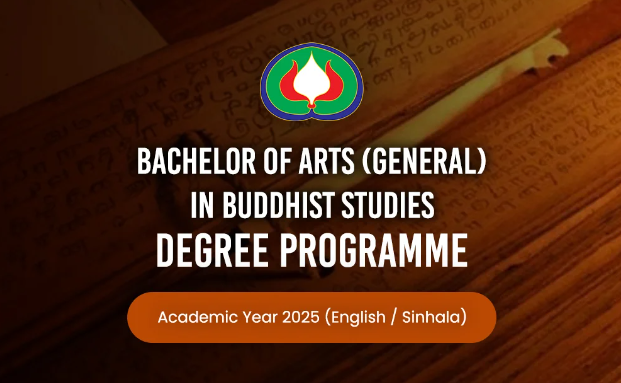 BACHELOR OF ARTS (GENERAL)
IN BUDDHIST STUDIES
DEGREE PROGRAMME
Academic Year 2025 (English / Sinhala)